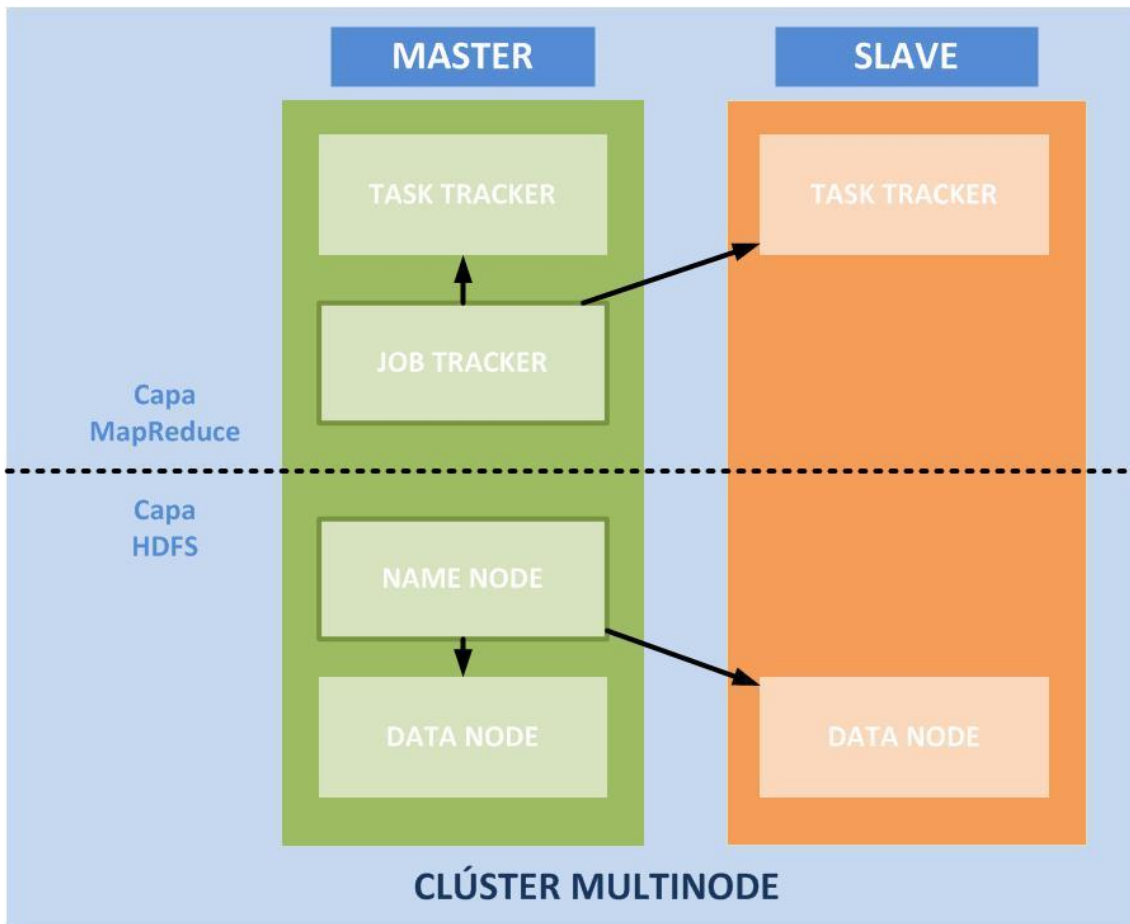 MASTER
SLAVE
TASK TRACKER
TASK TRACKER
JOB TRACKER
Capa
MapReduce
Capa
HDFS
NAME NODE
DATA NODE
DATA NODE
CLÚSTER MULTINODE